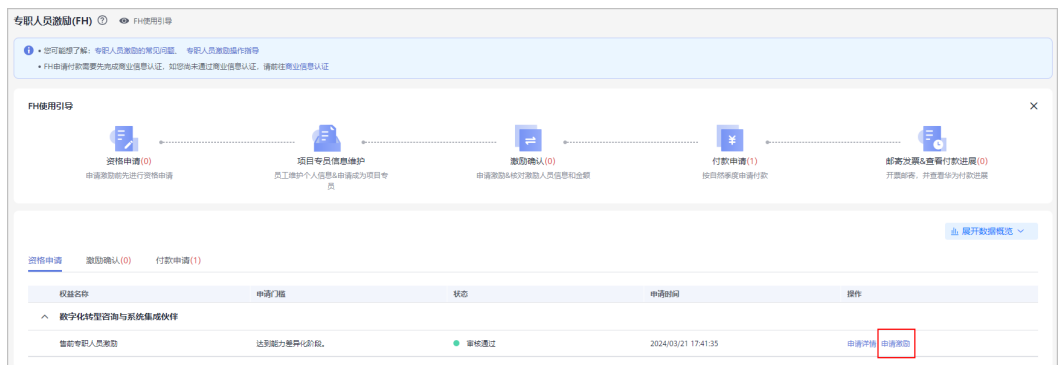 专职人员激励(FH) FH使用引导
• 您可能想了解：专职人员激励的常见问题、 专职人员激励操作指导
• FH申请付款需要先完成商业信息认证，如您尚未通过商业信息认证，请前往商业信息认证
FH使用引导
资格申请(0) 项目专员信息维护 激励确认(0) 付款申请(1) 邮寄发票&查看付款进展(0)
申请激励前先进行资格申请 员工维护个人信息&申请成为项目专员 申请激励&核对激励人员信息和金额 按自然季度申请付款 开票邮寄，并查看华为付款进展
展开数据概览
资格申请 激励确认(0) 付款申请(1)
权益名称 申请门槛 状态 申请时间 操作
数字化转型咨询与系统集成伙伴
售前专职人员激励 达到能力差异化阶段。 审核通过 2024/03/21 17:41:35 申请详情 申请激励